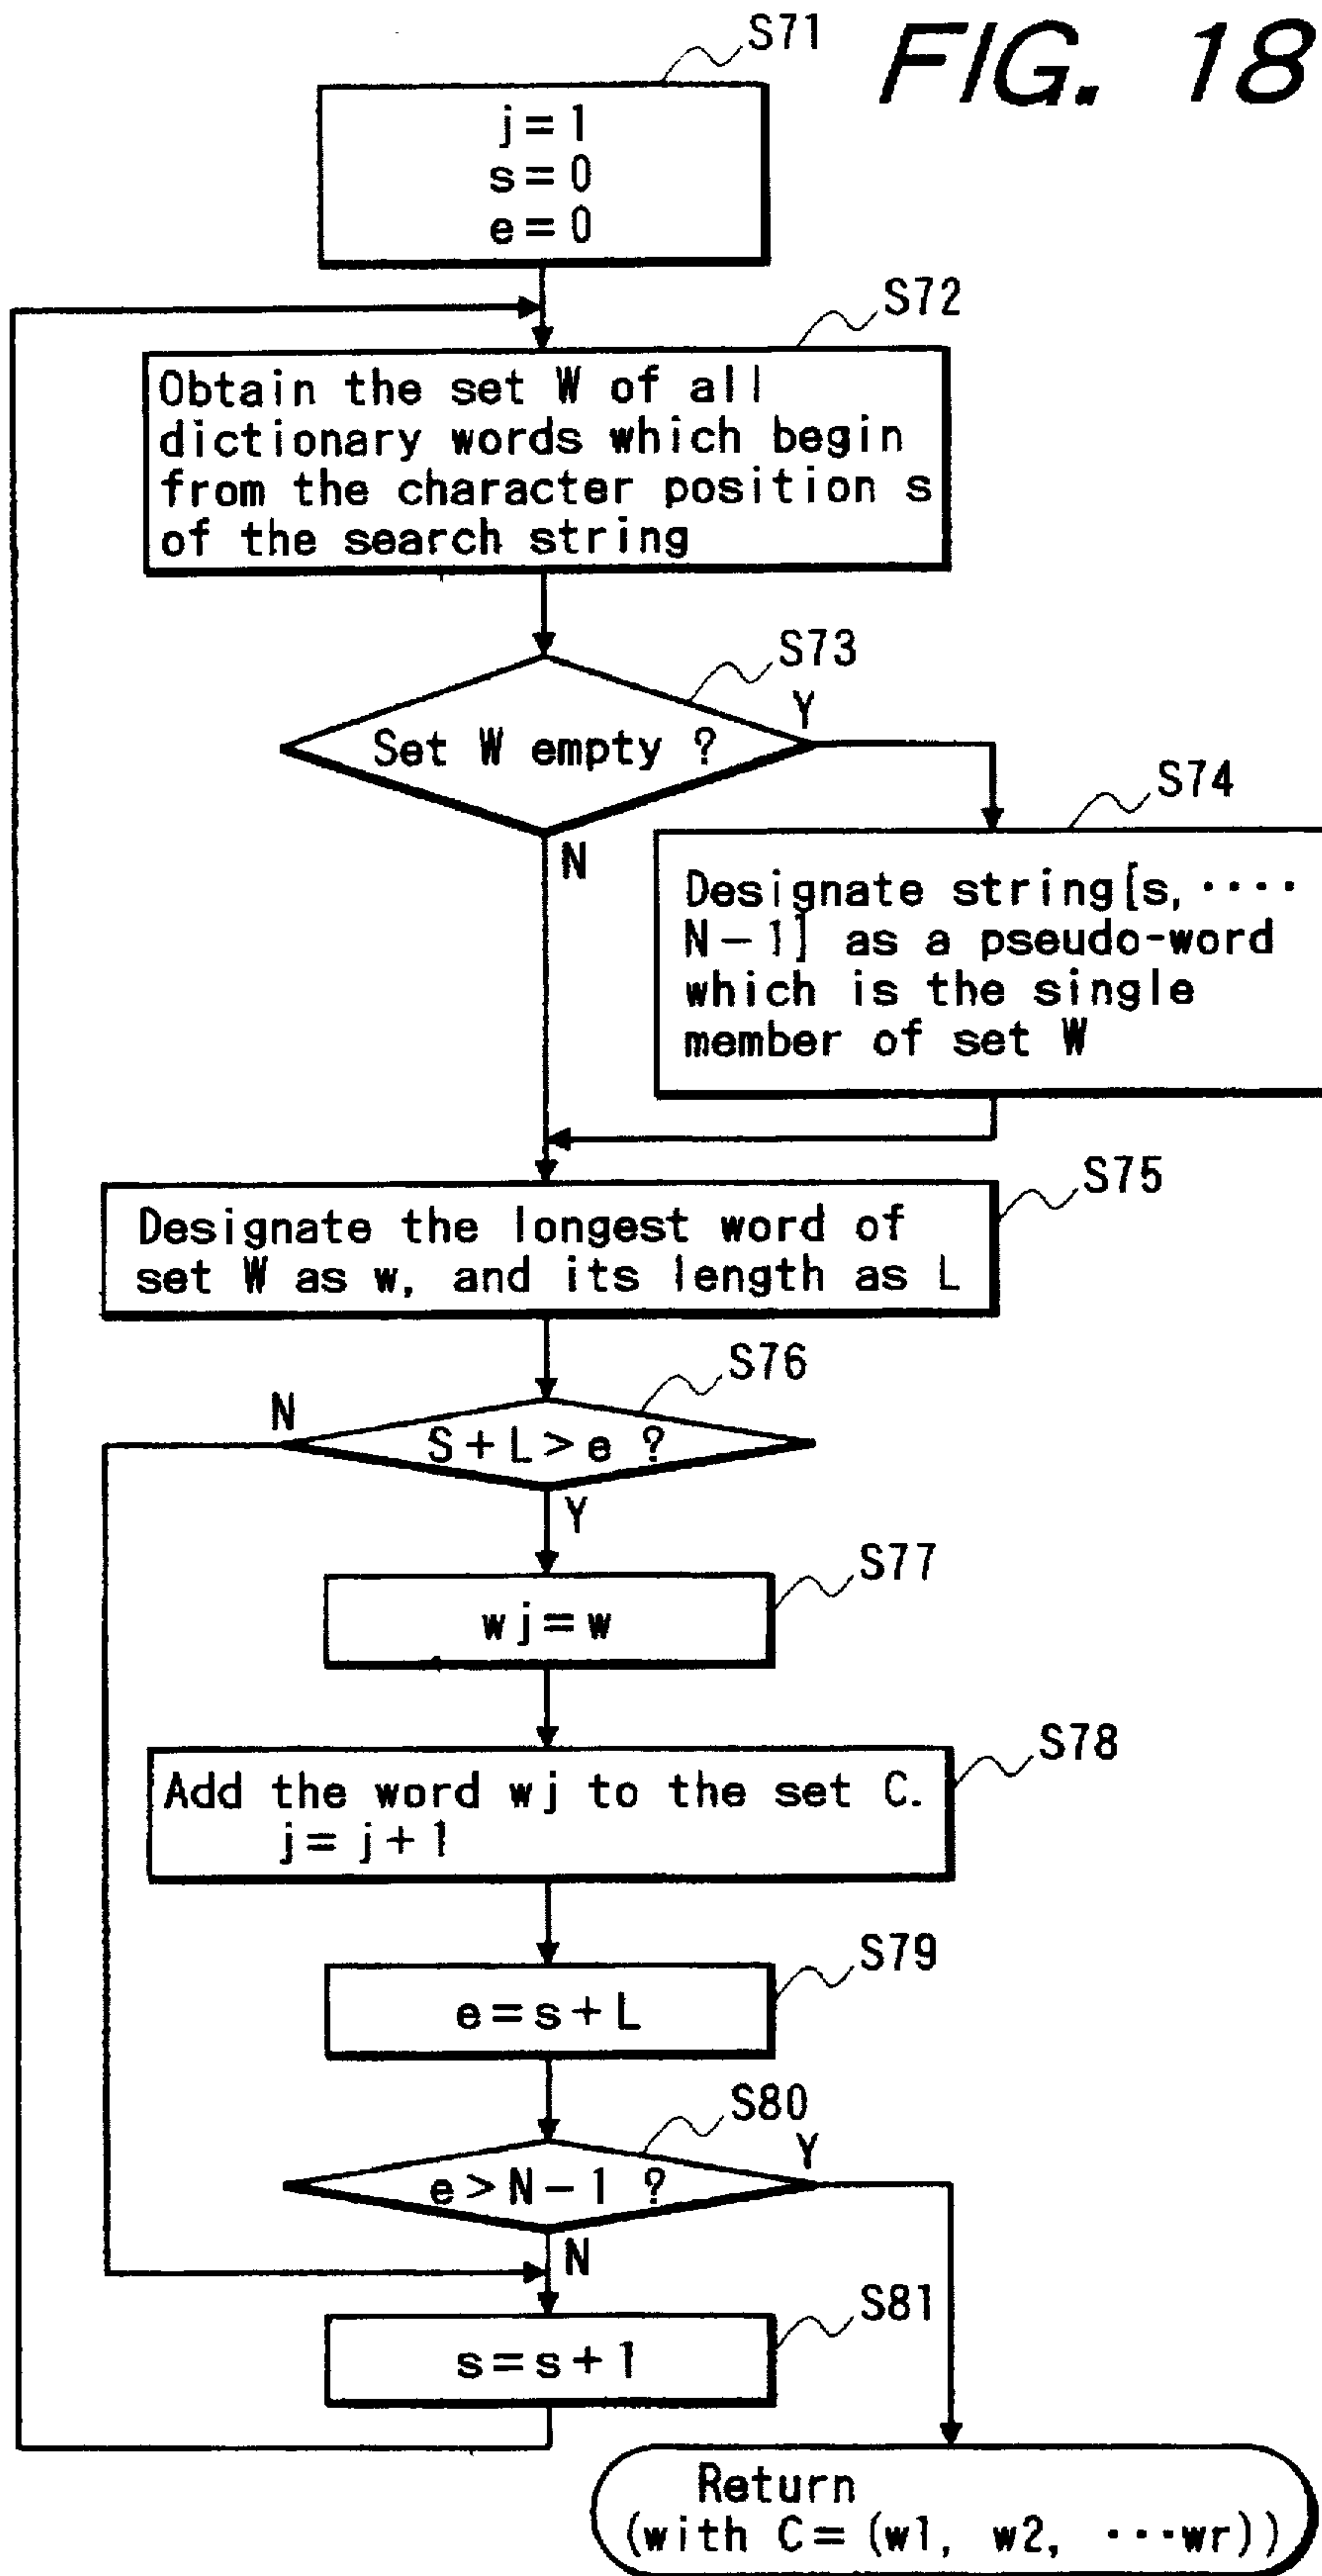 FIG. 18
S71
j=1
s=0
e=0
S72
Obtain the set W of all
dictionary words which begin
from the character position s
of the search string
S73
Set W empty ?
Y
N
S74
Designate string[s, ····
N-1] as a pseudo-word
which is the single
member of set W
S75
Designate the longest word of
set W as w, and its length as L
S76
S+L>e ?
N
Y
S77
wj=w
S78
Add the word wj to the set C.
j=j+1
S79
e=s+L
S80
e>N-1 ?
Y
N
S81
s=s+1
Return
(with C=(w1, w2, ···wr))